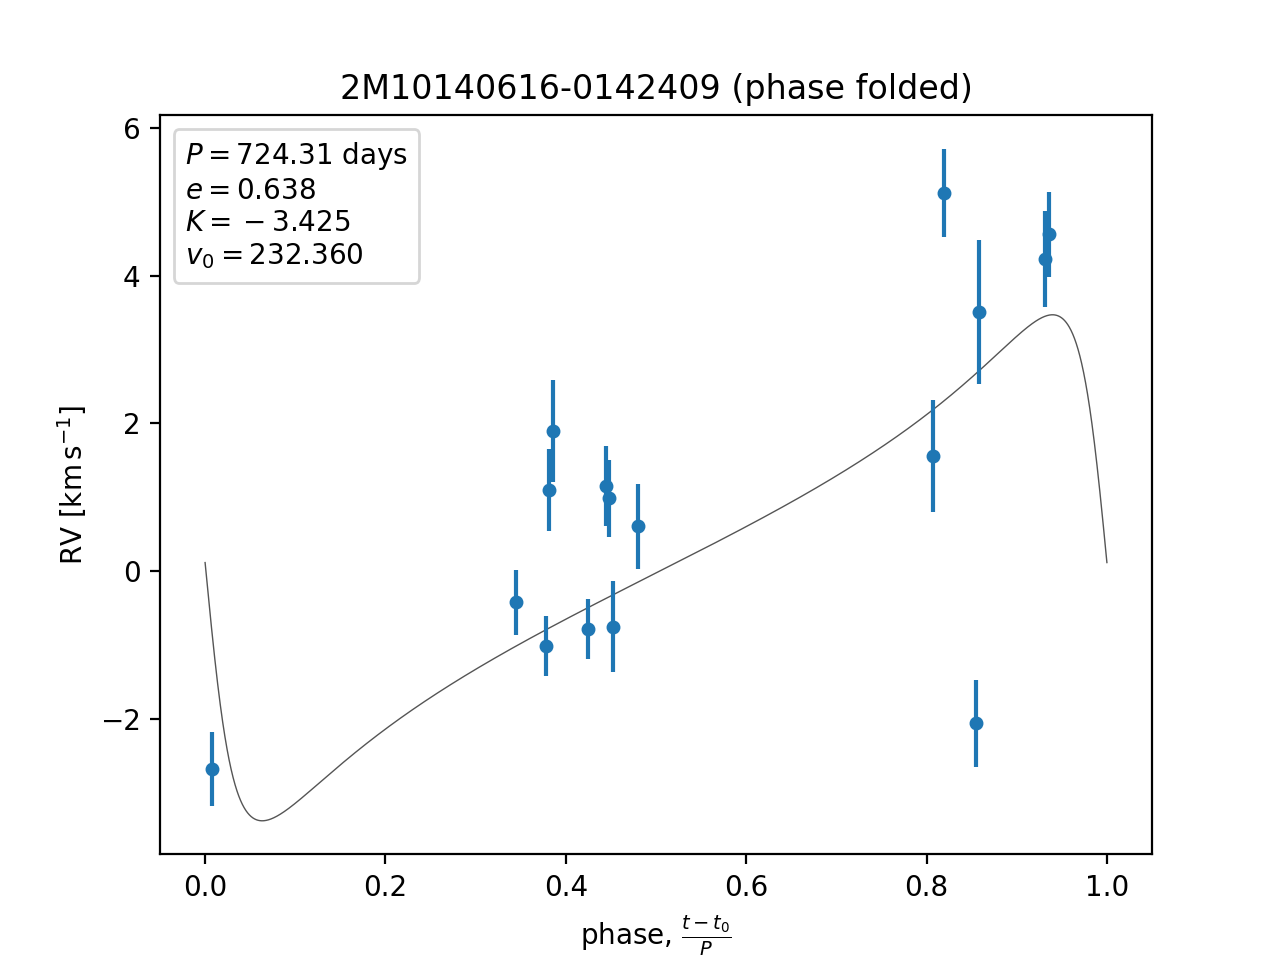 2M10140616-0142409 (phase folded)
P = 724.31 days
e = 0.638
K = −3.425
v₀ = 232.360
6
4
2
0
−2
RV [km s⁻¹]
0.0 0.2 0.4 0.6 0.8 1.0
phase, (t − t₀)/P